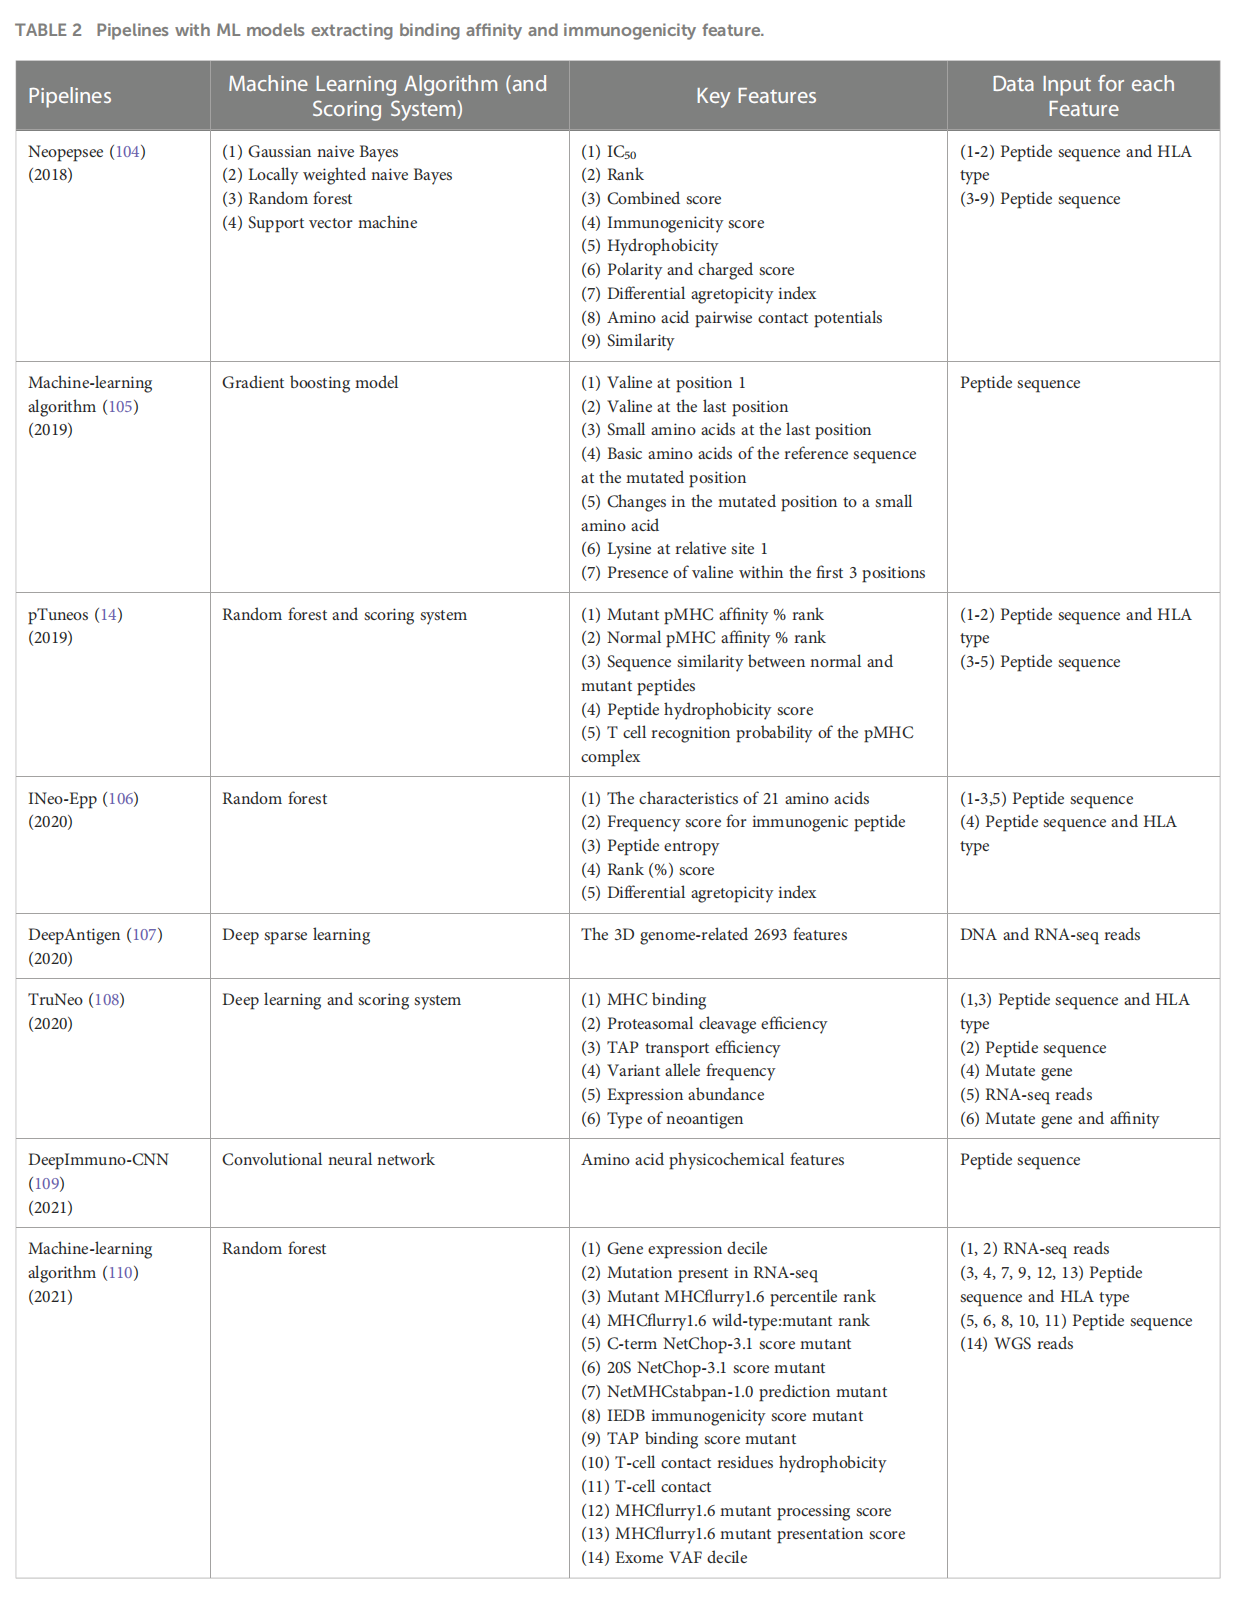 TABLE 2 Pipelines with ML models extracting binding affinity and immunogenicity feature.
Pipelines
Machine Learning Algorithm (and
Scoring System)
Key Features
Data Input for each
Feature
Neopepsee (104)
(2018)
(1) Gaussian naive Bayes
(2) Locally weighted naive Bayes
(3) Random forest
(4) Support vector machine
(1) IC₅₀
(2) Rank
(3) Combined score
(4) Immunogenicity score
(5) Hydrophobicity
(6) Polarity and charged score
(7) Differential agretopicity index
(8) Amino acid pairwise contact potentials
(9) Similarity
(1-2) Peptide sequence and HLA
type
(3-9) Peptide sequence
Machine-learning
algorithm (105)
(2019)
Gradient boosting model
(1) Valine at position 1
(2) Valine at the last position
(3) Small amino acids at the last position
(4) Basic amino acids of the reference sequence
at the mutated position
(5) Changes in the mutated position to a small
amino acid
(6) Lysine at relative site 1
(7) Presence of valine within the first 3 positions
Peptide sequence
pTuneos (14)
(2019)
Random forest and scoring system
(1) Mutant pMHC affinity % rank
(2) Normal pMHC affinity % rank
(3) Sequence similarity between normal and
mutant peptides
(4) Peptide hydrophobicity score
(5) T cell recognition probability of the pMHC
complex
(1-2) Peptide sequence and HLA
type
(3-5) Peptide sequence
INeo-Epp (106)
(2020)
Random forest
(1) The characteristics of 21 amino acids
(2) Frequency score for immunogenic peptide
(3) Peptide entropy
(4) Rank (%) score
(5) Differential agretopicity index
(1-3,5) Peptide sequence
(4) Peptide sequence and HLA
type
DeepAntigen (107)
(2020)
Deep sparse learning
The 3D genome-related 2693 features
DNA and RNA-seq reads
TruNeo (108)
(2020)
Deep learning and scoring system
(1) MHC binding
(2) Proteasomal cleavage efficiency
(3) TAP transport efficiency
(4) Variant allele frequency
(5) Expression abundance
(6) Type of neoantigen
(1,3) Peptide sequence and HLA
type
(2) Peptide sequence
(4) Mutate gene
(5) RNA-seq reads
(6) Mutate gene and affinity
DeepImmuno-CNN
(109)
(2021)
Convolutional neural network
Amino acid physicochemical features
Peptide sequence
Machine-learning
algorithm (110)
(2021)
Random forest
(1) Gene expression decile
(2) Mutation present in RNA-seq
(3) Mutant MHCflurry1.6 percentile rank
(4) MHCflurry1.6 wild-type:mutant rank
(5) C-term NetChop-3.1 score mutant
(6) 20S NetChop-3.1 score mutant
(7) NetMHCstabpan-1.0 prediction mutant
(8) IEDB immunogenicity score mutant
(9) TAP binding score mutant
(10) T-cell contact residues hydrophobicity
(11) T-cell contact
(12) MHCflurry1.6 mutant processing score
(13) MHCflurry1.6 mutant presentation score
(14) Exome VAF decile
(1, 2) RNA-seq reads
(3, 4, 7, 9, 12, 13) Peptide
sequence and HLA type
(5, 6, 8, 10, 11) Peptide sequence
(14) WGS reads